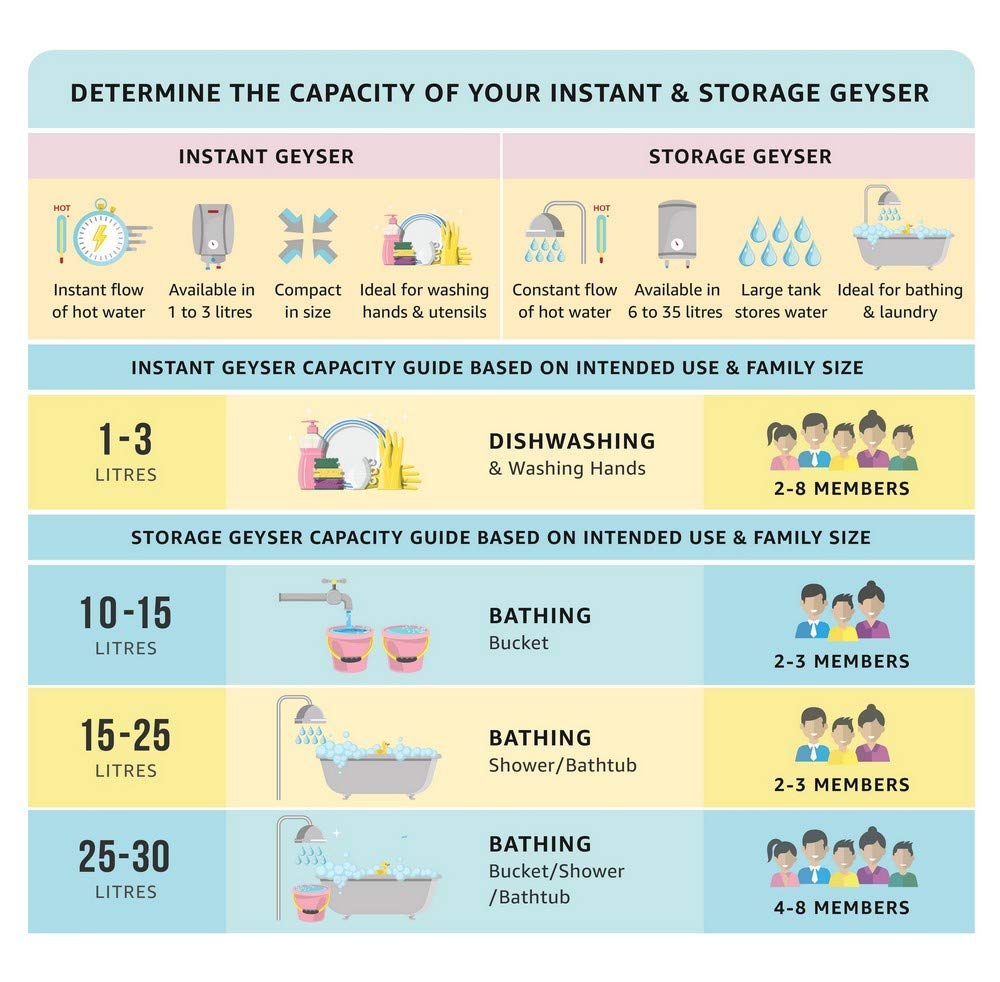 DETERMINE THE CAPACITY OF YOUR INSTANT & STORAGE GEYSER
INSTANT GEYSER
HOT
Instant flow
of hot water
Available in
1 to 3 litres
Compact
in size
Ideal for washing
hands & utensils
STORAGE GEYSER
HOT
Constant flow
of hot water
Available in
6 to 35 litres
Large tank
stores water
Ideal for bathing
& laundry
INSTANT GEYSER CAPACITY GUIDE BASED ON INTENDED USE & FAMILY SIZE
1-3
LITRES
DISHWASHING
& Washing Hands
2-8 MEMBERS
STORAGE GEYSER CAPACITY GUIDE BASED ON INTENDED USE & FAMILY SIZE
10-15
LITRES
BATHING
Bucket
2-3 MEMBERS
15-25
LITRES
BATHING
Shower/Bathtub
2-3 MEMBERS
25-30
LITRES
BATHING
Bucket/Shower
/Bathtub
4-8 MEMBERS